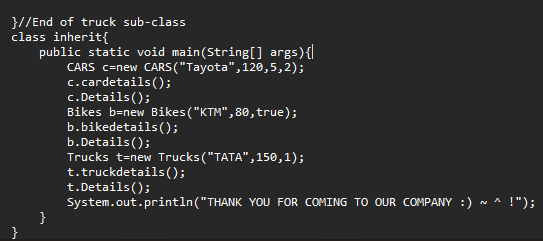 }//End of truck sub-class
class inherit{
public static void main(String[] args){
CARS c=new CARS("Tayota",120,5,2);
c.cardetails();
c.Details();
Bikes b=new Bikes("KTM",80,true);
b.bikedetails();
b.Details();
Trucks t=new Trucks("TATA",150,1);
t.truckdetails();
t.Details();
System.out.println("THANK YOU FOR COMING TO OUR COMPANY :) ~ ^ !");
}
}